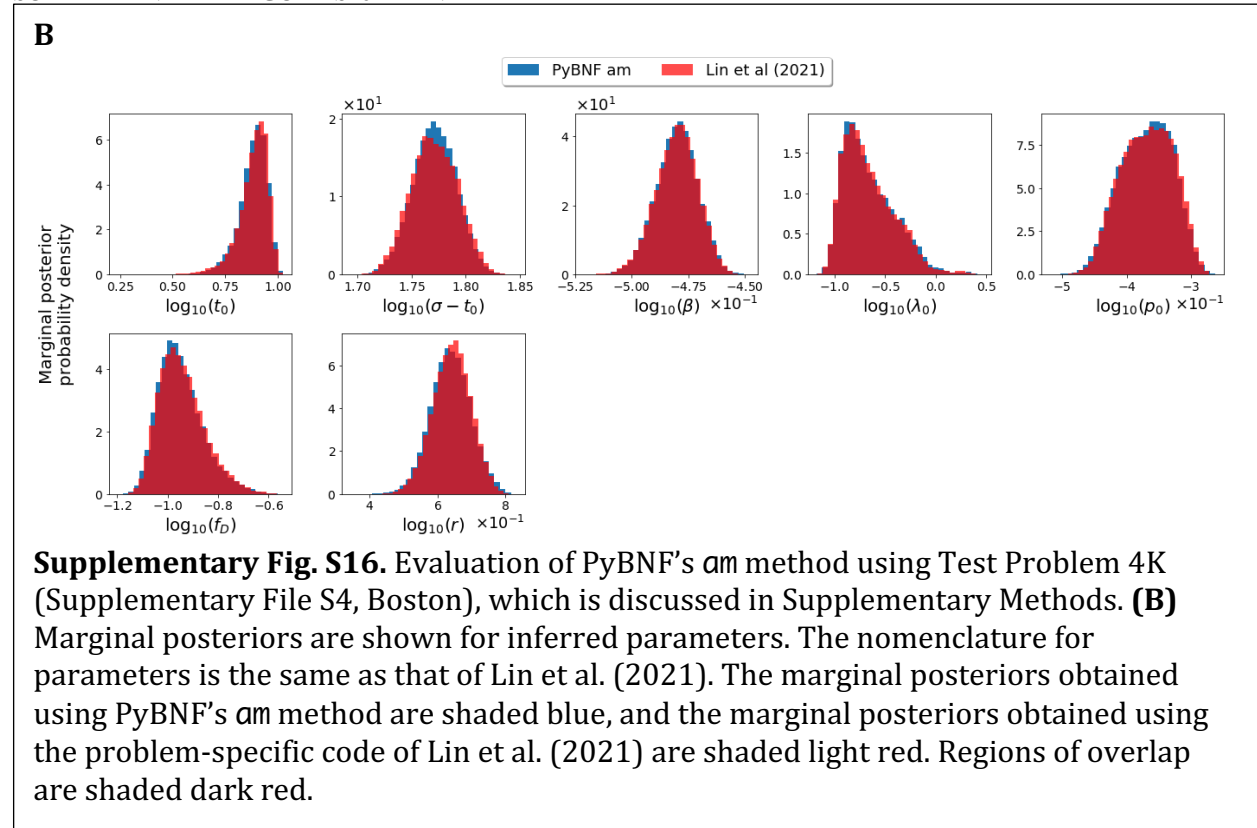 B
PyBNF am Lin et al (2021)
×10¹ ×10¹
Marginal posterior
probability density
6
4
2
0
0.25 0.50 0.75 1.00
log₁₀(t₀)
2
1
0
1.70 1.75 1.80 1.85
log₁₀(σ − t₀)
4
2
0
−5.25 −5.00 −4.75 −4.50
log₁₀(β) ×10⁻¹
1.5
1.0
0.5
0.0
−1.0 −0.5 0.0 0.5
log₁₀(λ₀)
7.5
5.0
2.5
0.0
−5 −4 −3
log₁₀(p₀) ×10⁻¹
4
2
0
−1.2 −1.0 −0.8 −0.6
log₁₀(f_D)
6
4
2
0
4 6 8
log₁₀(r) ×10⁻¹
Supplementary Fig. S16. Evaluation of PyBNF’s am method using Test Problem 4K
(Supplementary File S4, Boston), which is discussed in Supplementary Methods. (B)
Marginal posteriors are shown for inferred parameters. The nomenclature for
parameters is the same as that of Lin et al. (2021). The marginal posteriors obtained
using PyBNF’s am method are shaded blue, and the marginal posteriors obtained using
the problem-specific code of Lin et al. (2021) are shaded light red. Regions of overlap
are shaded dark red.